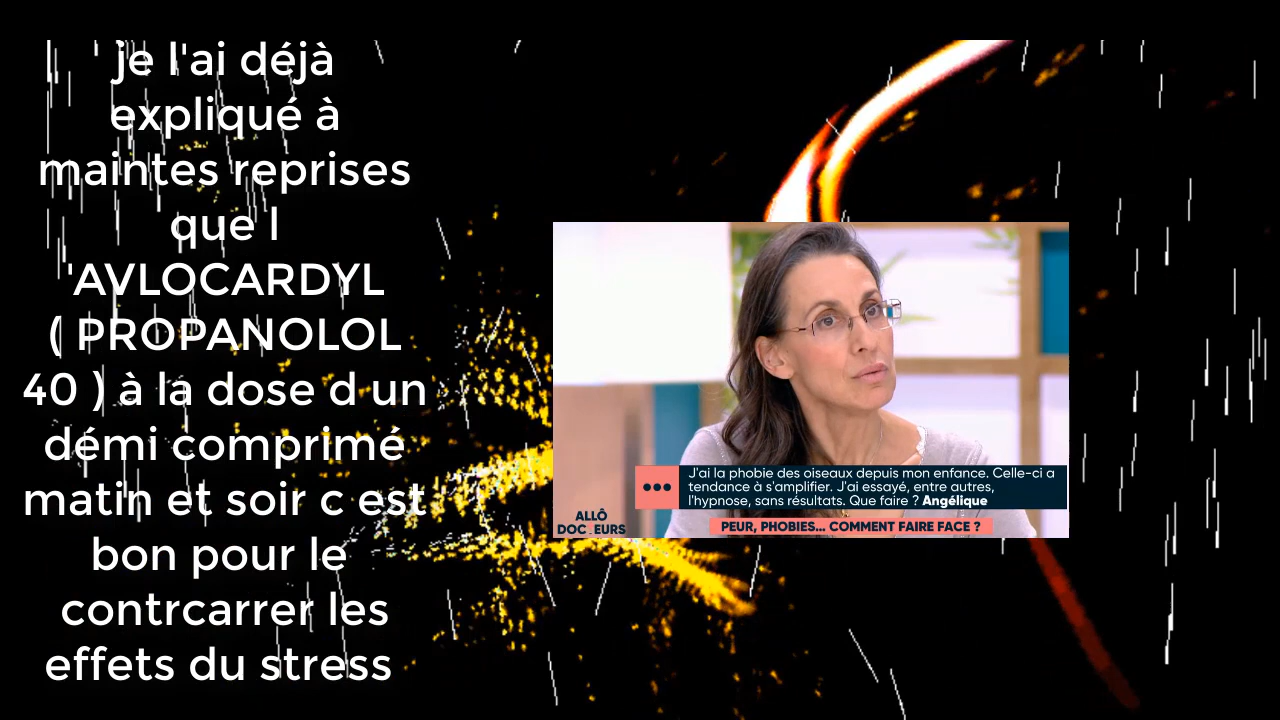 je l'ai déjà
expliqué à
maintes reprises
que l
'AVLOCARDYL
( PROPANOLOL
40 ) à la dose d un
démi comprimé
matin et soir c est
bon pour le
contrcarrer les
effets du stress
J'ai la phobie des oiseaux depuis mon enfance. Celle-ci a
tendance à s'amplifier. J'ai essayé, entre autres,
l'hypnose, sans résultats. Que faire ? Angélique
ALLÔ
DOC EURS
PEUR, PHOBIES... COMMENT FAIRE FACE ?